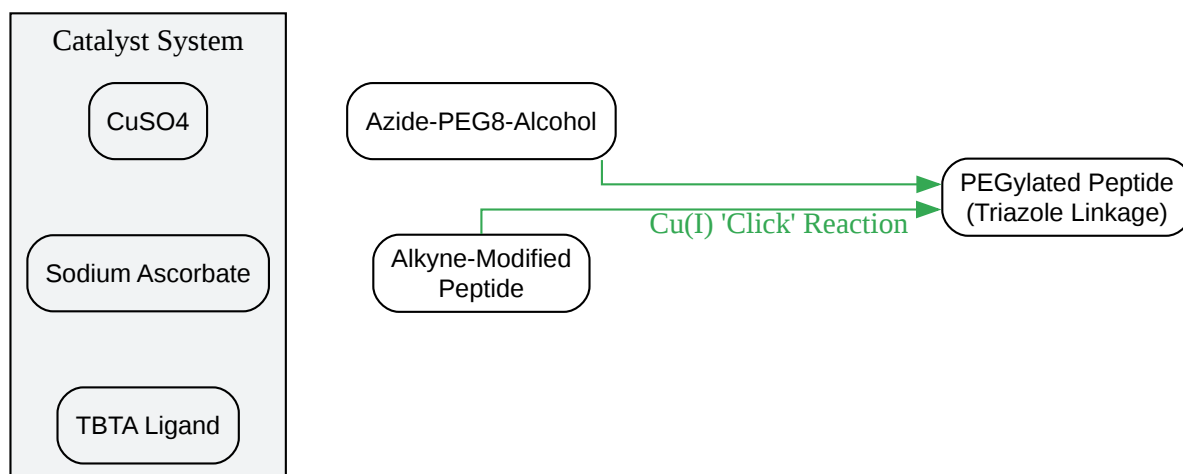 Catalyst System
CuSO4
Sodium Ascorbate
TBTA Ligand
Azide-PEG8-Alcohol
Alkyne-Modified
Peptide
Cu(I) 'Click' Reaction
PEGylated Peptide
(Triazole Linkage)